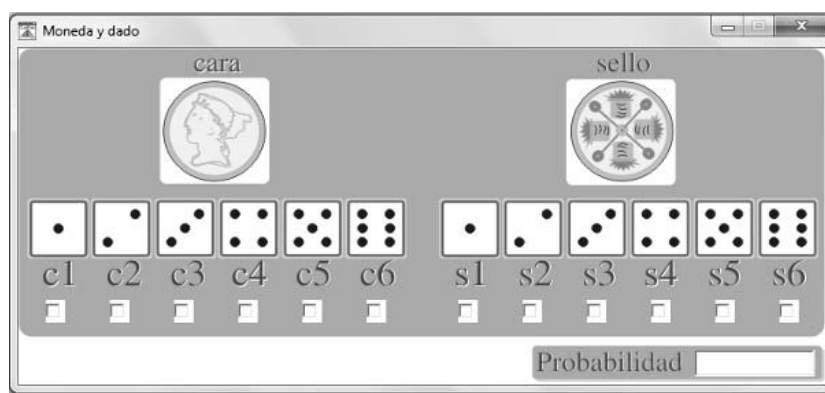 Moneda y dado
cara sello
c1 c2 c3 c4 c5 c6 s1 s2 s3 s4 s5 s6
Probabilidad